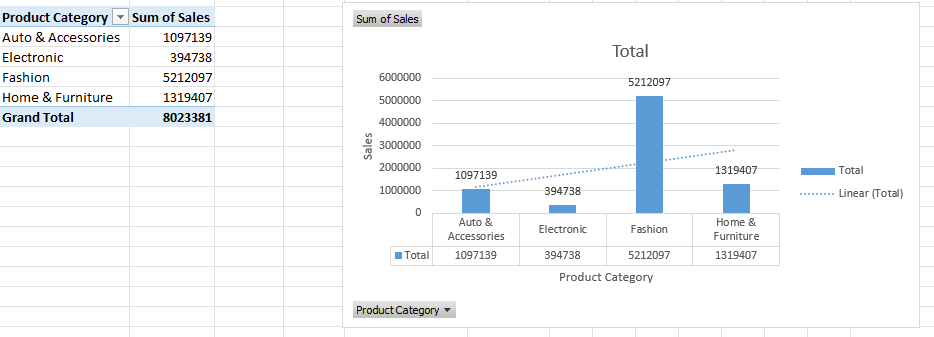 Product Category Sum of Sales
Auto & Accessories 1097139
Electronic 394738
Fashion 5212097
Home & Furniture 1319407
Grand Total 8023381
Sum of Sales
Total
Sales
6000000
5000000
4000000
3000000
2000000
1000000
0
1097139
394738
5212097
1319407
Auto &
Accessories
Electronic
Fashion
Home &
Furniture
Total 1097139 394738 5212097 1319407
Product Category
Total
Linear (Total)
Product Category